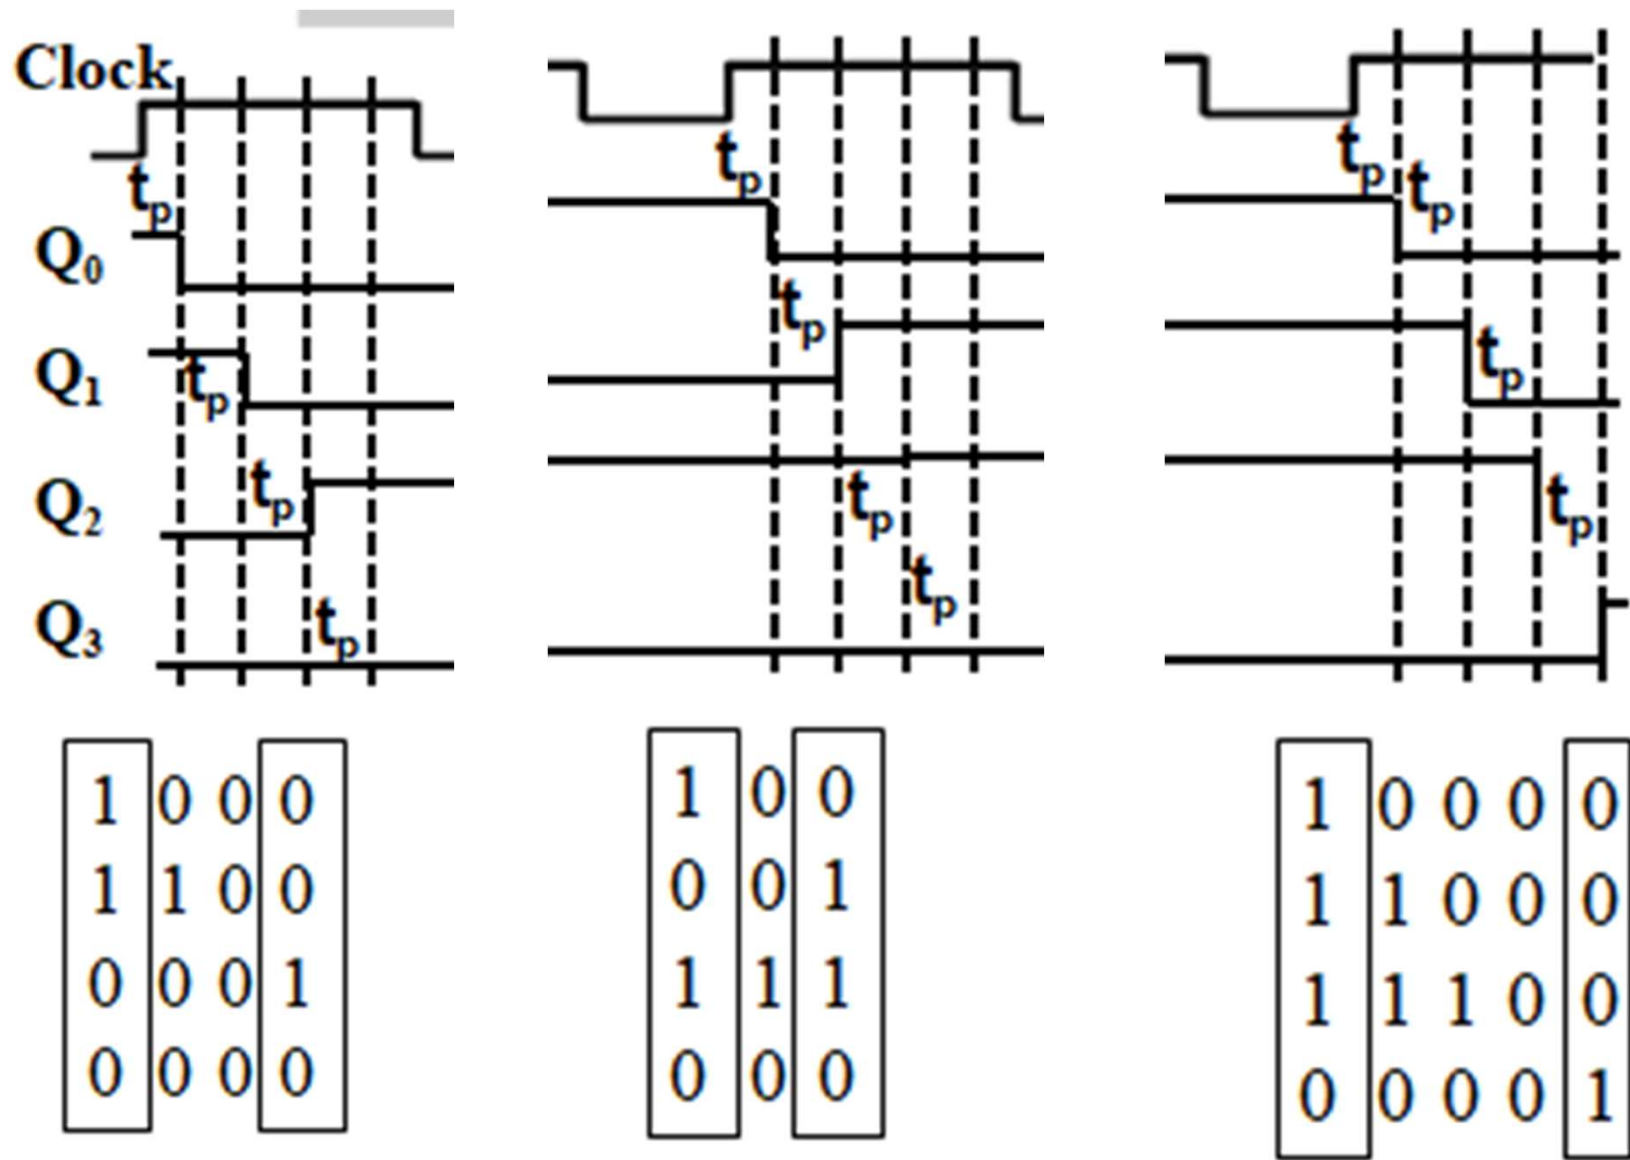 Clock
tp tp tp tp
Q0
tp
Q1
tp tp
Q2
tp tp tp
Q3
tp tp
1 0 0 0
1 1 0 0
0 0 0 1
0 0 0 0
1 0 0
0 0 1
1 1 1
0 0 0
1 0 0 0 0
1 1 0 0 0
1 1 1 0 0
0 0 0 0 1